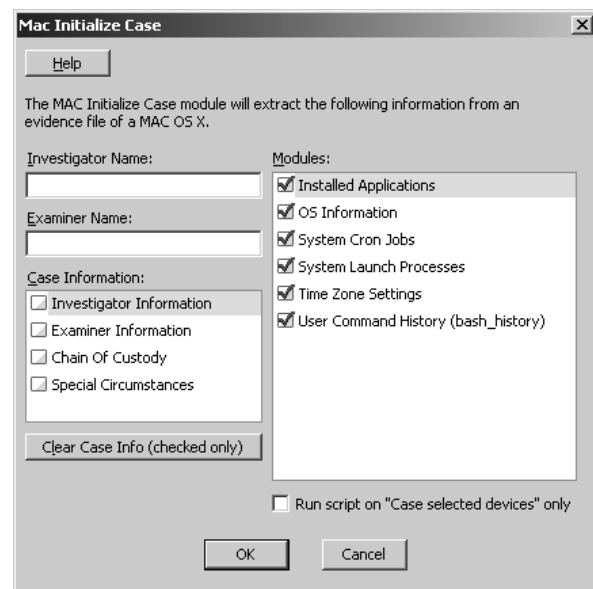 Mac Initialize Case
Help
The MAC Initialize Case module will extract the following information from an
evidence file of a MAC OS X.
Investigator Name:
Examiner Name:
Case Information:
Investigator Information
Examiner Information
Chain Of Custody
Special Circumstances
Clear Case Info (checked only)
Modules:
Installed Applications
OS Information
System Cron Jobs
System Launch Processes
Time Zone Settings
User Command History (bash_history)
Run script on "Case selected devices" only
OK
Cancel